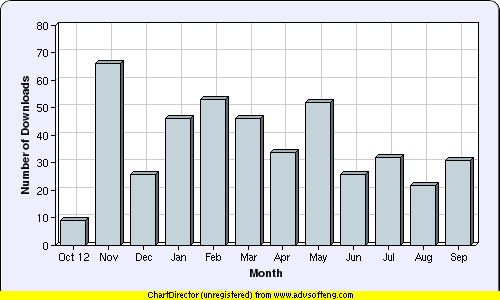 80
70
60
50
40
30
20
10
0
Number of Downloads
Oct 12 Nov Dec Jan Feb Mar Apr May Jun Jul Aug Sep
Month
ChartDirector (unregistered) from www.advsofteng.com